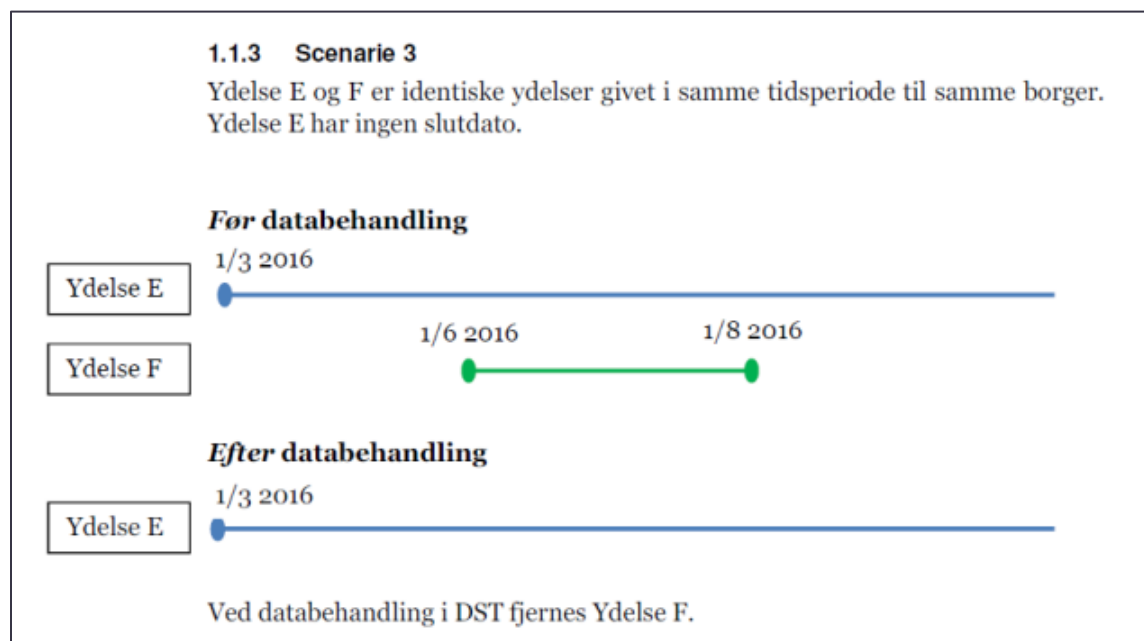 1.1.3 Scenarie 3
Ydelse E og F er identiske ydelser givet i samme tidsperiode til samme borger.
Ydelse E har ingen slutdato.
Før databehandling
1/3 2016
Ydelse E
1/6 2016
1/8 2016
Ydelse F
Efter databehandling
1/3 2016
Ydelse E
Ved databehandling i DST fjernes Ydelse F.